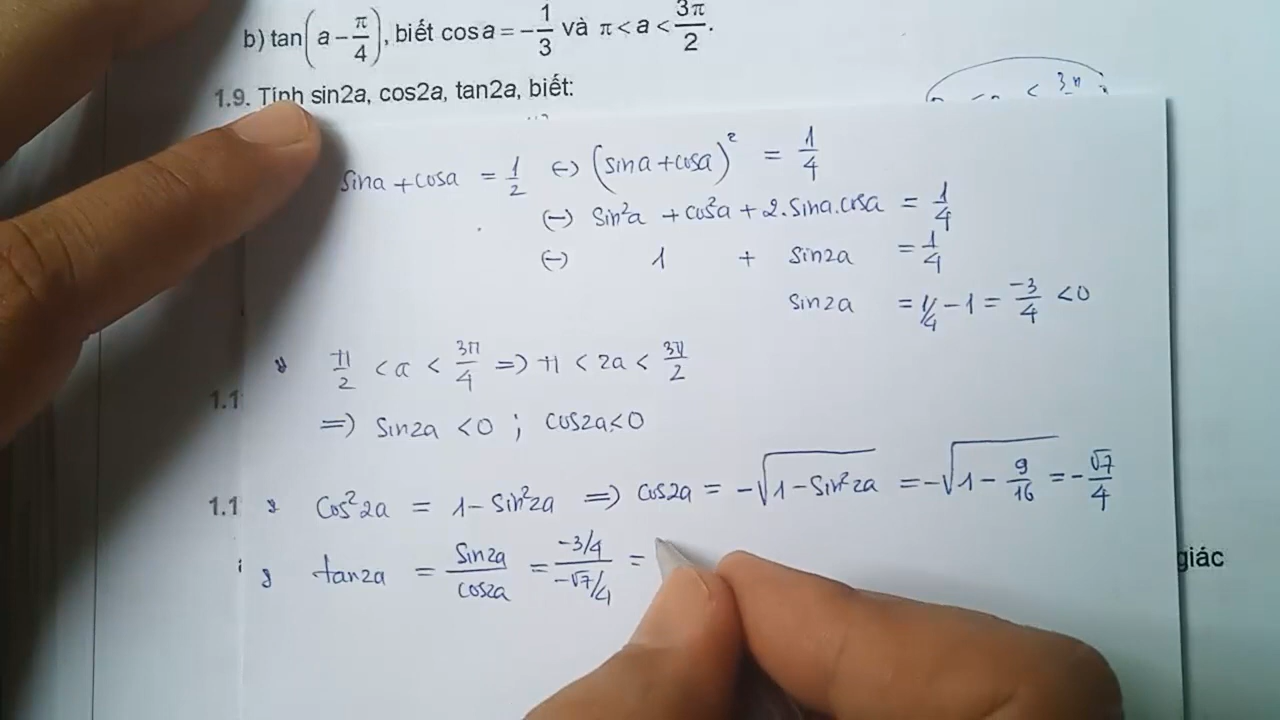 b) tan(a − π/4), biết cos a = −1/3 và π < a < 3π/2.
1.9. Tính sin2a, cos2a, tan2a, biết:
< 3π
sina + cosa = 1/2 ⟺ (sina + cosa)² = 1/4
(−) sin²a + cos²a + 2.sina.cosa = 1/4
(−) 1 + sin2a = 1/4
sin2a = 1/4 − 1 = −3/4 < 0
π/2 < a < 3π/4 => π < 2a < 3π/2
1.1
=> sin2a < 0 ; cos2a < 0
1.1 cos²2a = 1 − sin²2a => cos2a = −√(1 − sin²2a) = −√(1 − 9/16) = −√7/4
tan2a = sin2a/cos2a = (−3/4)/(−√7/4) =
giác